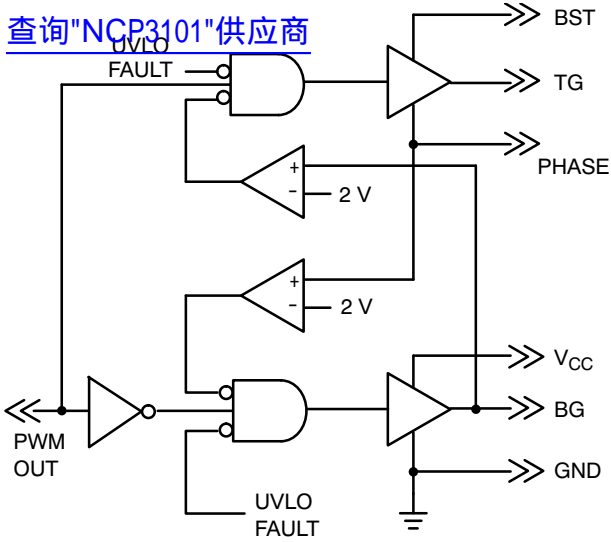 查询"NCP3101"供应商
BST
UVLO
FAULT
TG
PHASE
+
-
2 V
+
-
2 V
VCC
BG
PWM
OUT
GND
UVLO
FAULT